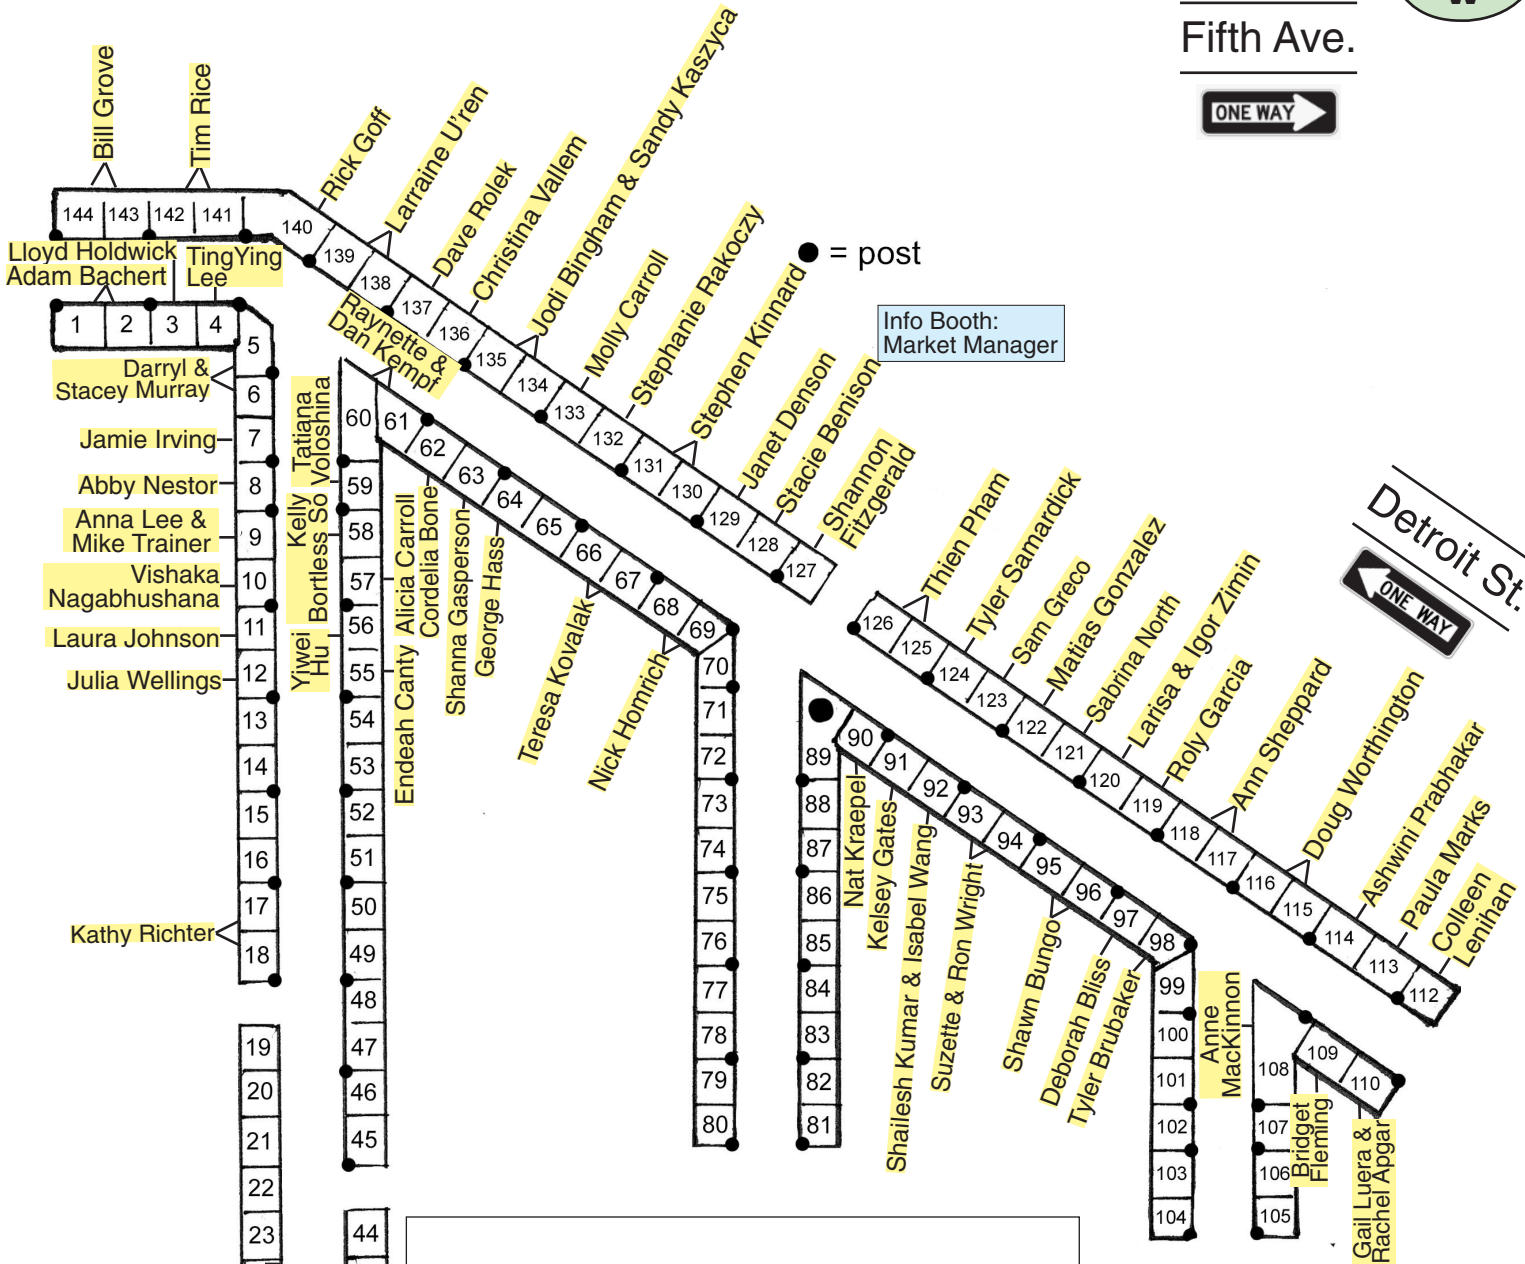 W
Fifth Ave.
ONE WAY
Bill Grove
Tim Rice
Rick Goff
Larraine U'ren
Dave Rolek
Christina Vallem
Jodi Bingham & Sandy Kaszyca
Molly Carroll
Stephanie Rakoczy
Stephen Kinnard
Janet Denson
Stacie Benison
Shannon
Fitzgerald
= post
Info Booth:
Market Manager
144 143 142 141
140
139
138
137
136
135
134
133
132
131
130
129
128
127
Lloyd Holdwick
Adam Bachert
TingYing
Lee
1 2 3 4
5
6
7
8
9
10
11
12
13
14
15
16
17
18
19
20
21
22
23
Darryl &
Stacey Murray
Jamie Irving
Abby Nestor
Anna Lee &
Mike Trainer
Vishaka
Nagabhushana
Laura Johnson
Julia Wellings
Kathy Richter
Raynette &
Dan Kempf
Tatiana
Voloshina
Kelly
Bortless So
Yiwei
Hu
60
59
58
57
56
55
54
53
52
51
50
49
48
47
46
45
44
Alicia Carroll
Endeah Canty
Cordelia Bone
Shanna Gasperson
George Hass
Teresa Kovalak
Nick Homrich
61
62
63
64
65
66
67
68
69
70
71
72
73
74
75
76
77
78
79
80
Detroit St.
ONE WAY
Thien Pham
Tyler Samardick
Sam Greco
Matias Gonzalez
Sabrina North
Larisa & Igor Zimin
Roly Garcia
Ann Sheppard
Doug Worthington
Ashwini Prabhakar
Paula Marks
Colleen
Lenihan
126
125
124
123
122
121
120
119
118
117
116
115
114
113
112
89
88
87
86
85
84
83
82
81
90
91
92
93
94
95
96
97
98
99
100
101
102
103
104
Nat Kraepel
Kelsey Gates
Shailesh Kumar & Isabel Wang
Suzette & Ron Wright
Shawn Bungo
Deborah Bliss
Tyler Brubaker
Anne
MacKinnon
108
109
110
107
106
105
Bridget
Fleming
Gail Luera &
Rachel Apgar